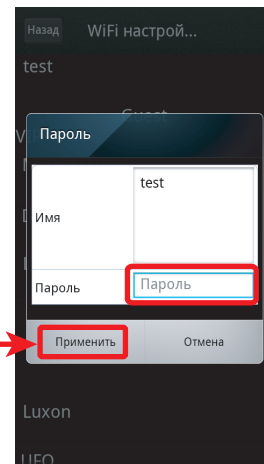 Назад WiFi настрой...
test
Guest
Пароль
Имя test
Пароль Пароль
Применить Отмена
Luxon
UFO